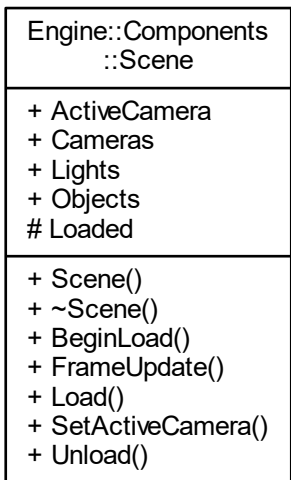 Engine::Components
::Scene
+ ActiveCamera
+ Cameras
+ Lights
+ Objects
# Loaded
+ Scene()
+ ~Scene()
+ BeginLoad()
+ FrameUpdate()
+ Load()
+ SetActiveCamera()
+ Unload()